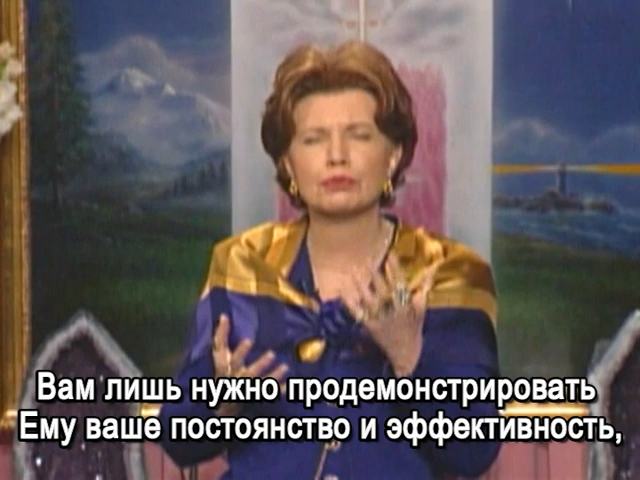 Вам лишь нужно продемонстрировать
Ему ваше постоянство и эффективность,